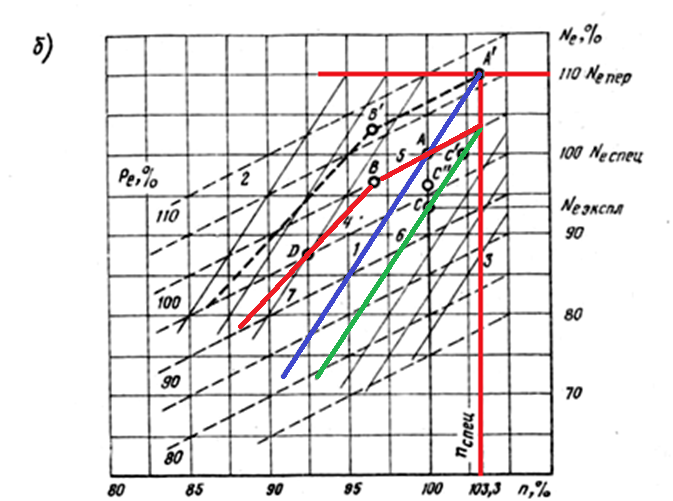 б)
Nе, %
A'
110 Nе пер
B'
2
Pе, %
A
5
C'
100 Nе спец
B
C"
110
C
Nе экспл
4
6
90
D
1
3
7
100
80
90
70
nспец
80
80 85 90 95 100 103,3 n, %